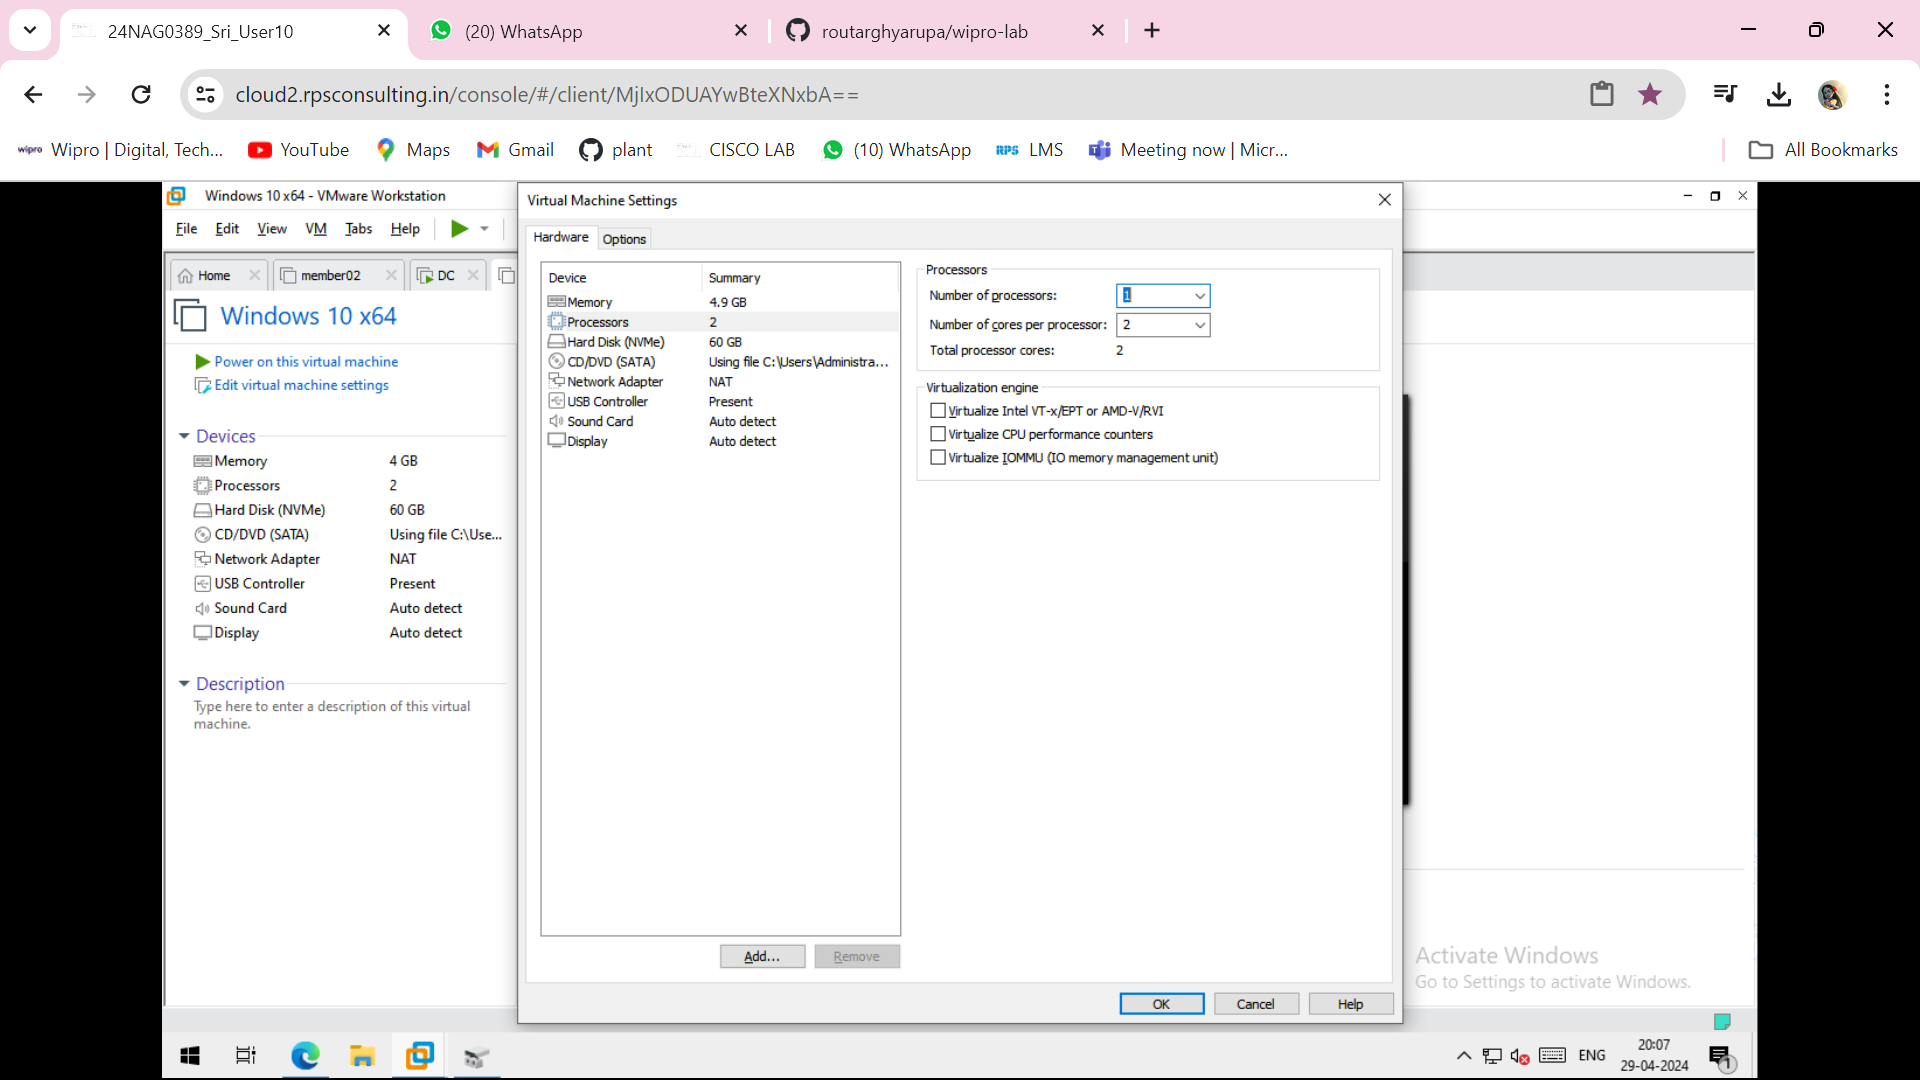 24NAG0389_Sri_User10
(20) WhatsApp
routarghyarupa/wipro-lab
cloud2.rpsconsulting.in/console/#/client/MjIxODUAYwBteXNxbA==
wipro Wipro | Digital, Tech...
YouTube
Maps
Gmail
plant
CISCO LAB
(10) WhatsApp
RPS LMS
Meeting now | Micr...
All Bookmarks
Windows 10 x64 - VMware Workstation
File Edit View VM Tabs Help
Home
member02
DC
Windows 10 x64
Power on this virtual machine
Edit virtual machine settings
Devices
Memory 4 GB
Processors 2
Hard Disk (NVMe) 60 GB
CD/DVD (SATA) Using file C:\Use...
Network Adapter NAT
USB Controller Present
Sound Card Auto detect
Display Auto detect
Description
Type here to enter a description of this virtual
machine.
Virtual Machine Settings
Hardware Options
Device Summary
Memory 4.9 GB
Processors 2
Hard Disk (NVMe) 60 GB
CD/DVD (SATA) Using file C:\Users\Administra...
Network Adapter NAT
USB Controller Present
Sound Card Auto detect
Display Auto detect
Add... Remove
Processors
Number of processors: 1
Number of cores per processor: 2
Total processor cores: 2
Virtualization engine
Virtualize Intel VT-x/EPT or AMD-V/RVI
Virtualize CPU performance counters
Virtualize IOMMU (IO memory management unit)
OK Cancel Help
Activate Windows
Go to Settings to activate Windows.
ENG
20:07
29-04-2024
1